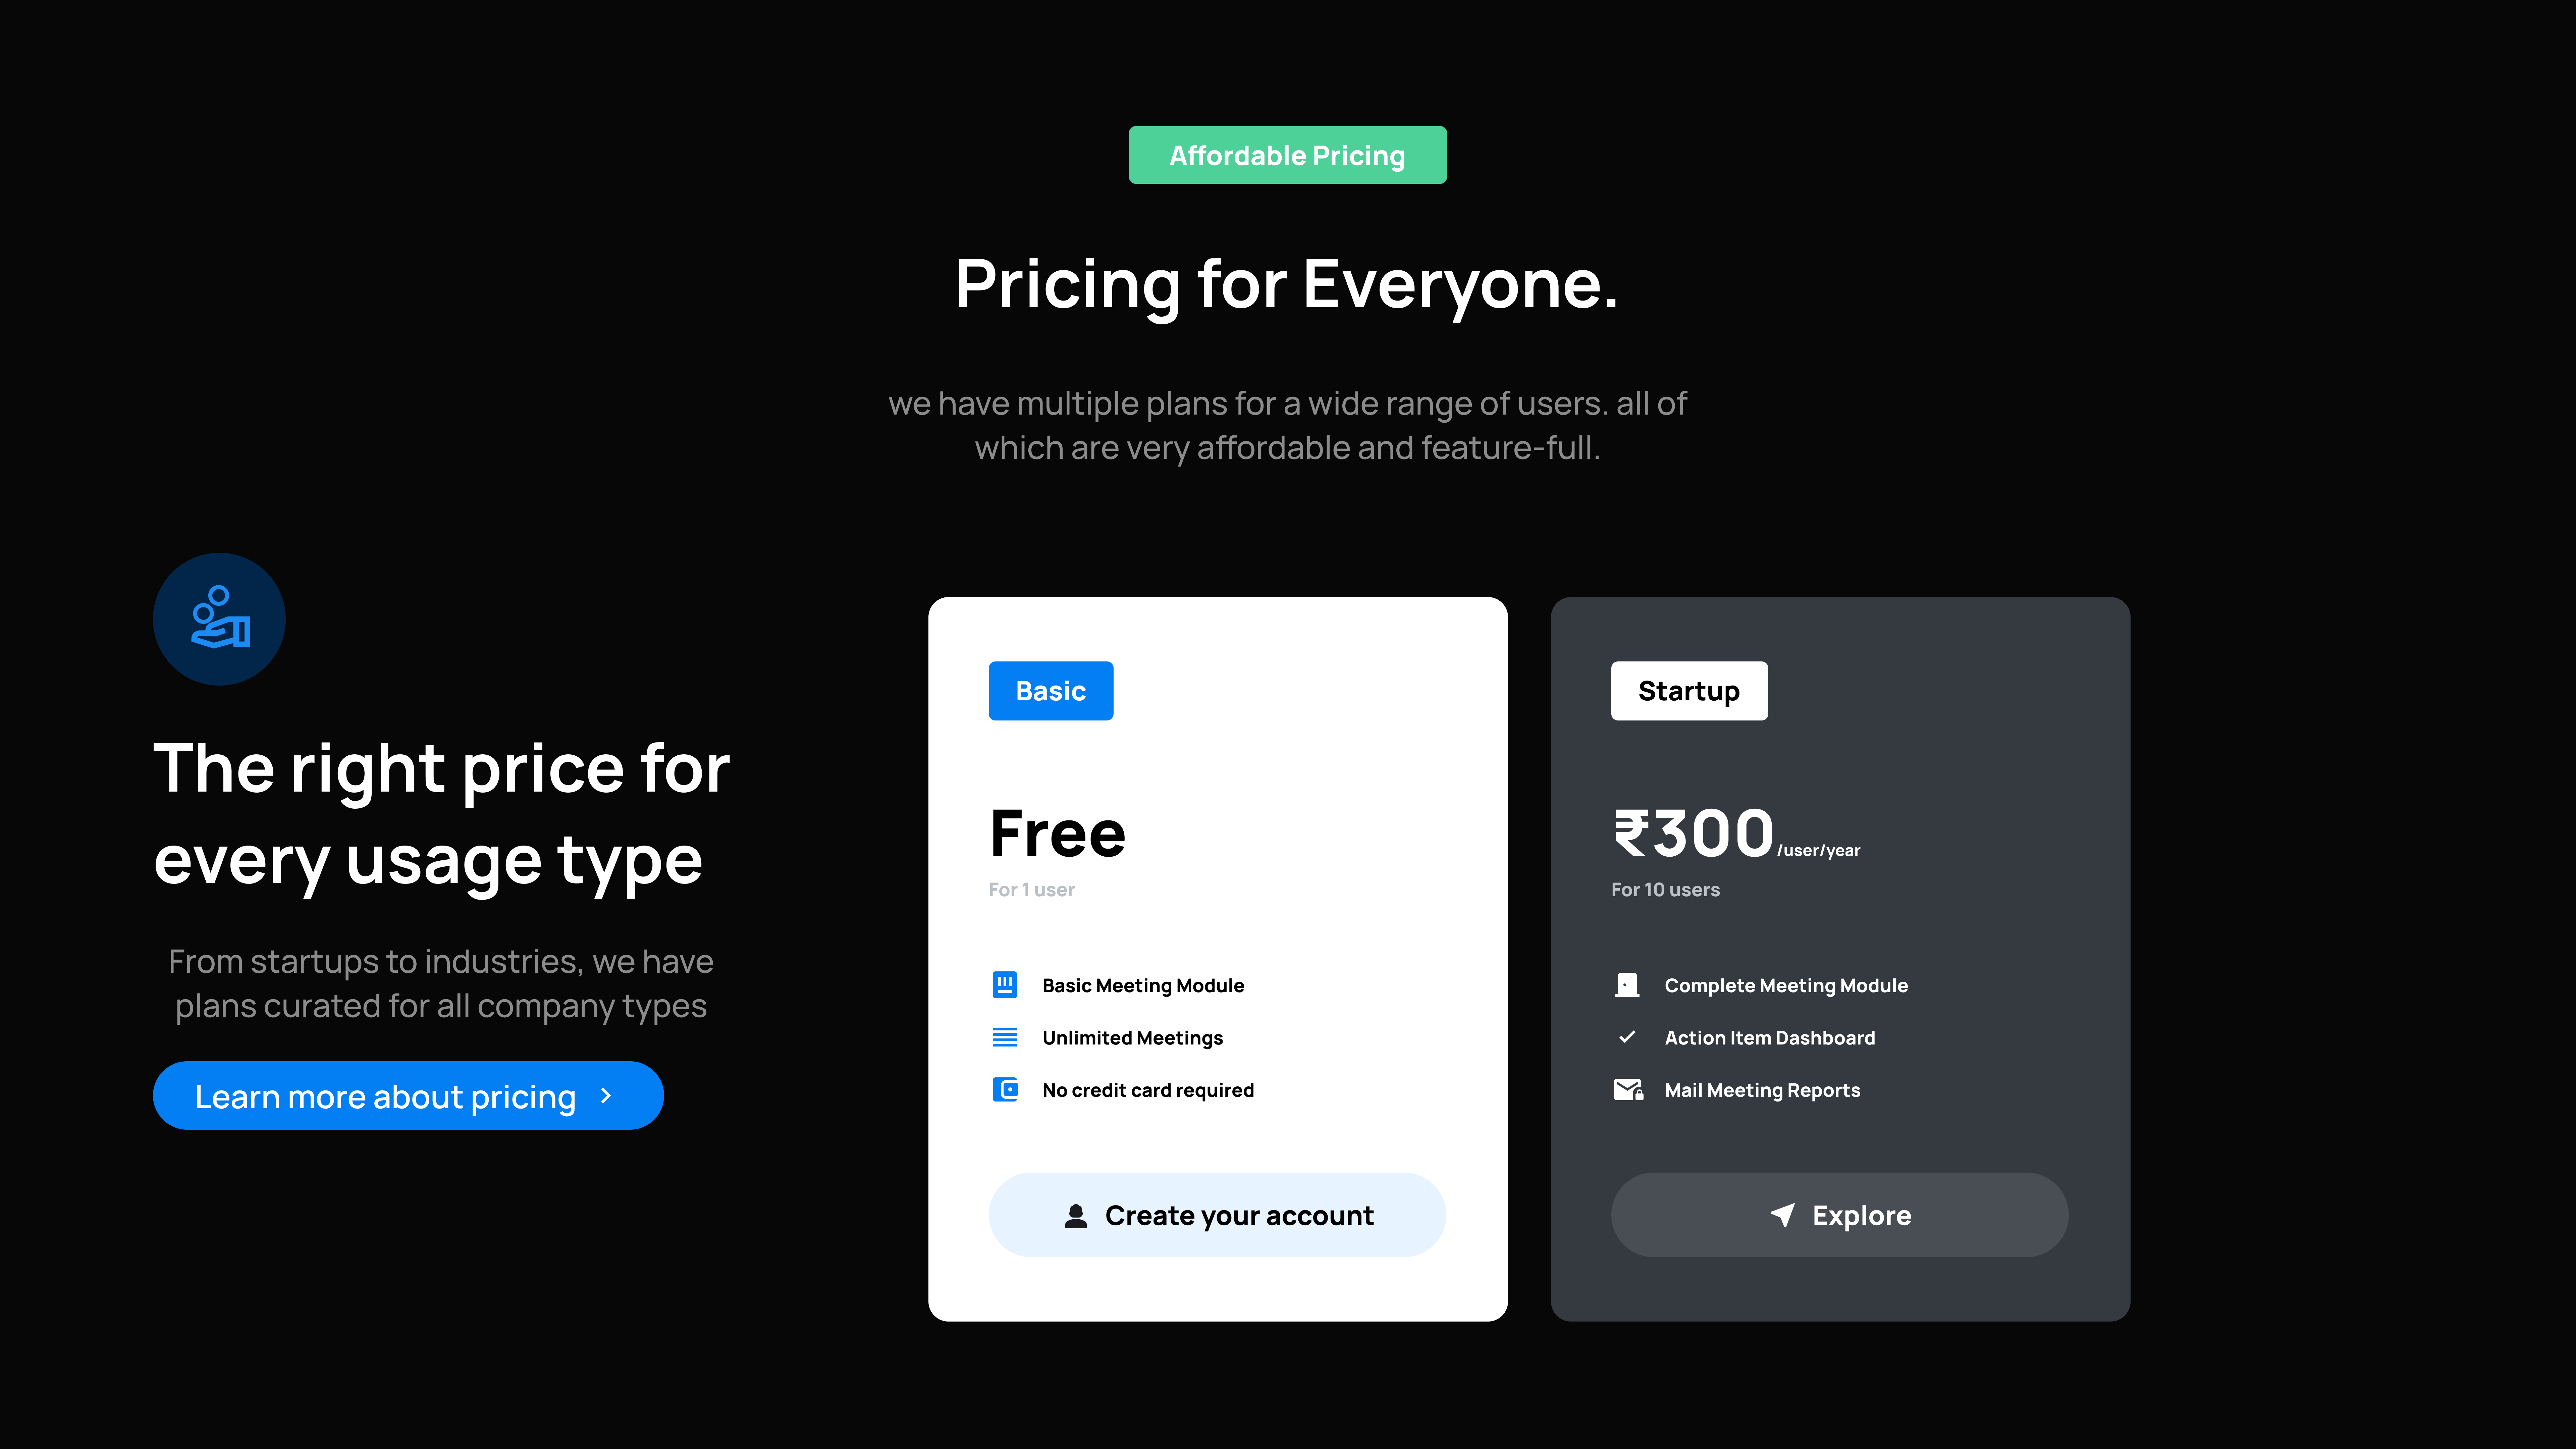 Affordable Pricing
Pricing for Everyone.
we have multiple plans for a wide range of users. all of
which are very affordable and feature-full.
The right price for
every usage type
From startups to industries, we have
plans curated for all company types
Learn more about pricing
Basic
Free
For 1 user
Basic Meeting Module
Unlimited Meetings
No credit card required
Create your account
Startup
₹300/user/year
For 10 users
Complete Meeting Module
Action Item Dashboard
Mail Meeting Reports
Explore